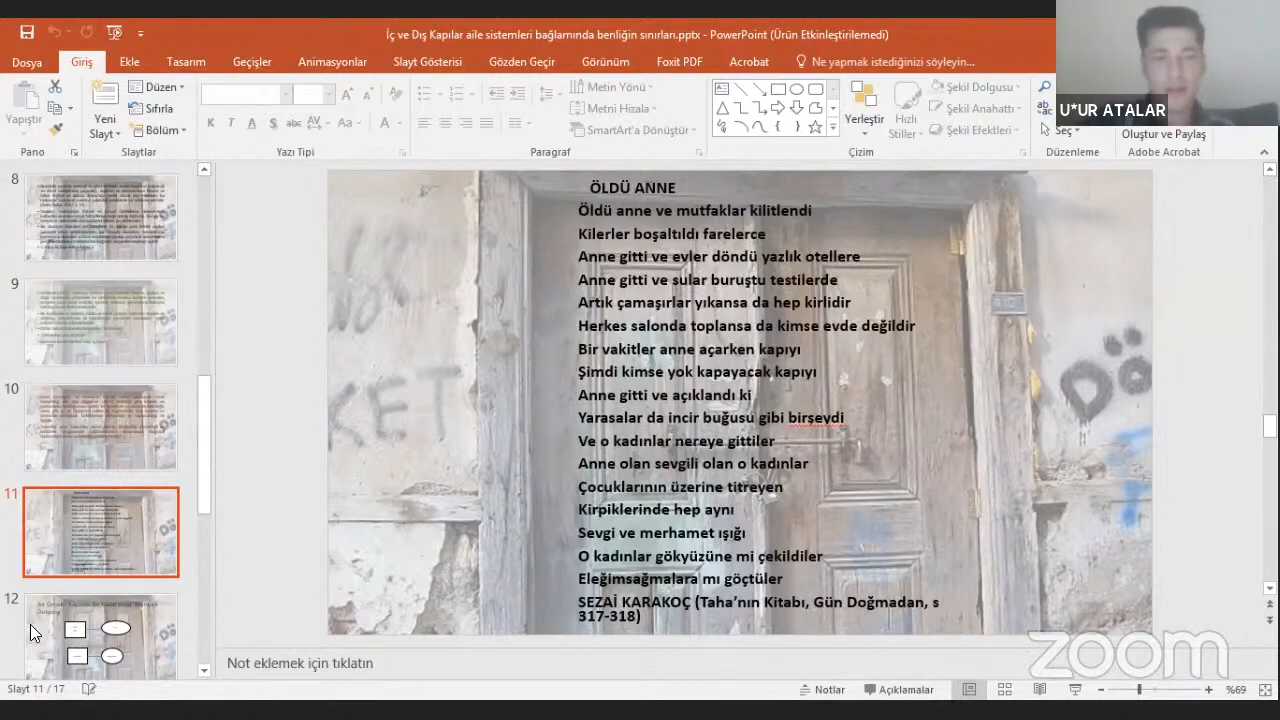 İç ve Dış Kapılar aile sistemleri bağlamında benliğin sınırları.pptx - PowerPoint (Ürün Etkinleştirilemedi)
Dosya Giriş Ekle Tasarım Geçişler Animasyonlar Slayt Gösterisi Gözden Geçir Görünüm Foxit PDF Acrobat Ne yapmak istediğinizi söyleyin...
U*UR ATALAR
Yapıştır
Yeni Slayt
Düzen
Sıfırla
Bölüm
K T A S abc AV Aa A
Metin Yönü
Metni Hizala
SmartArt'a Dönüştür
Yerleştir
Hızlı Stiller
Şekil Dolgusu
Şekil Anahattı
Şekil Efektleri
Seç
Oluştur ve Paylaş
Pano Slaytlar Yazı Tipi Paragraf Çizim Düzenleme Adobe Acrobat
8
9
10
11
12
ÖLDÜ ANNE
Öldü anne ve mutfaklar kilitlendi
Kilerler boşaltıldı farelerce
Anne gitti ve evler döndü yazlık otellere
Anne gitti ve sular buruştu testilerde
Artık çamaşırlar yıkansa da hep kirlidir
Herkes salonda toplansa da kimse evde değildir
Bir vakitler anne açarken kapıyı
Şimdi kimse yok kapayacak kapıyı
Anne gitti ve açıklandı ki
Yarasalar da incir buğusu gibi birşeydi
Ve o kadınlar nereye gittiler
Anne olan sevgili olan o kadınlar
Çocuklarının üzerine titreyen
Kirpiklerinde hep aynı
Sevgi ve merhamet ışığı
O kadınlar gökyüzüne mi çekildiler
Eleğimsağmalara mı göçtüler
SEZAİ KARAKOÇ (Taha’nın Kitabı, Gün Doğmadan, s
317-318)
KET
Dö
zoom
Not eklemek için tıklatın
Slayt 11 / 17 Notlar Açıklamalar %69